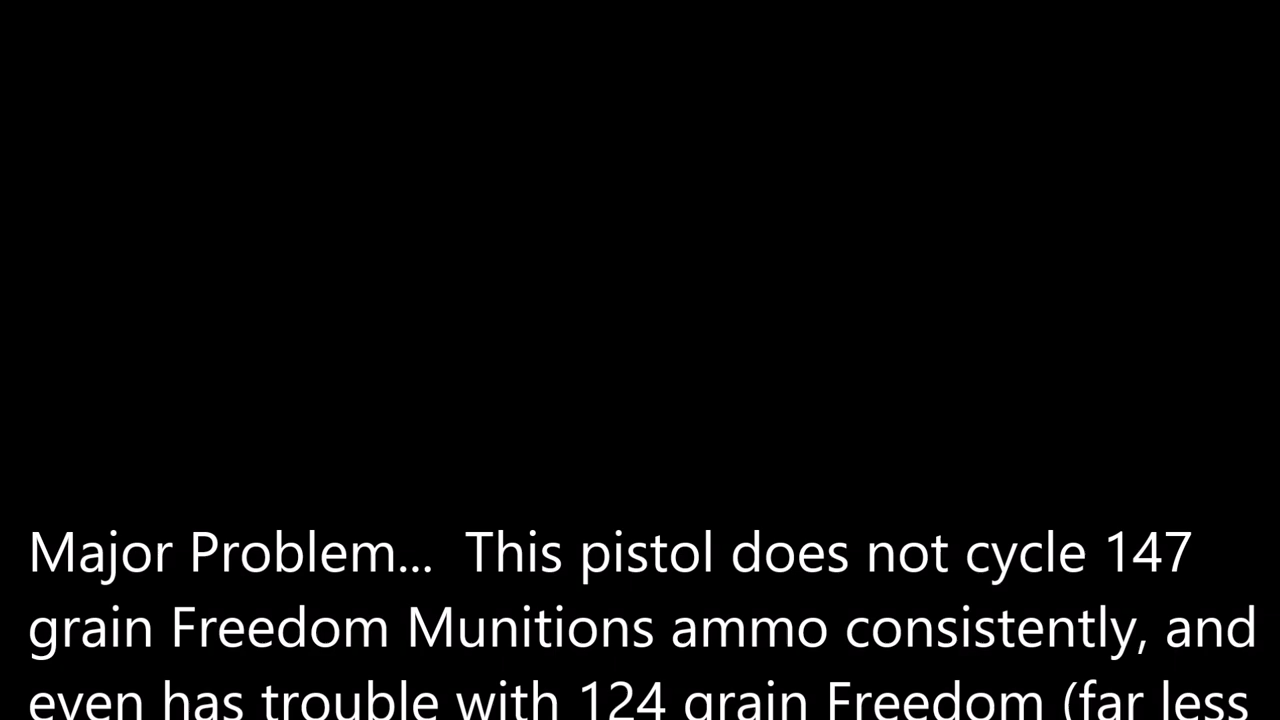 Major Problem...  This pistol does not cycle 147
grain Freedom Munitions ammo consistently, and
even has trouble with 124 grain Freedom (far less